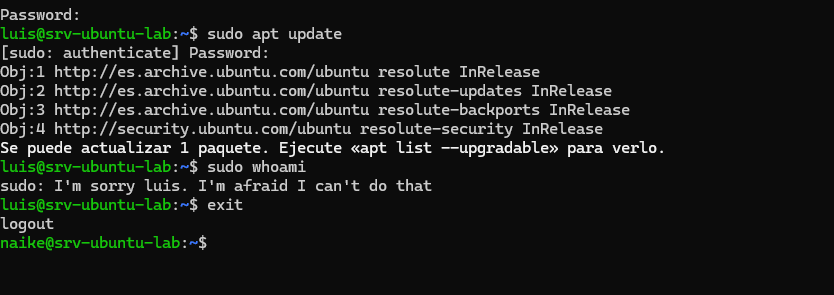 Password:
luis@srv-ubuntu-lab:~$ sudo apt update
[sudo: authenticate] Password:
Obj:1 http://es.archive.ubuntu.com/ubuntu resolute InRelease
Obj:2 http://es.archive.ubuntu.com/ubuntu resolute-updates InRelease
Obj:3 http://es.archive.ubuntu.com/ubuntu resolute-backports InRelease
Obj:4 http://security.ubuntu.com/ubuntu resolute-security InRelease
Se puede actualizar 1 paquete. Ejecute «apt list --upgradable» para verlo.
luis@srv-ubuntu-lab:~$ sudo whoami
sudo: I'm sorry luis. I'm afraid I can't do that
luis@srv-ubuntu-lab:~$ exit
logout
naike@srv-ubuntu-lab:~$